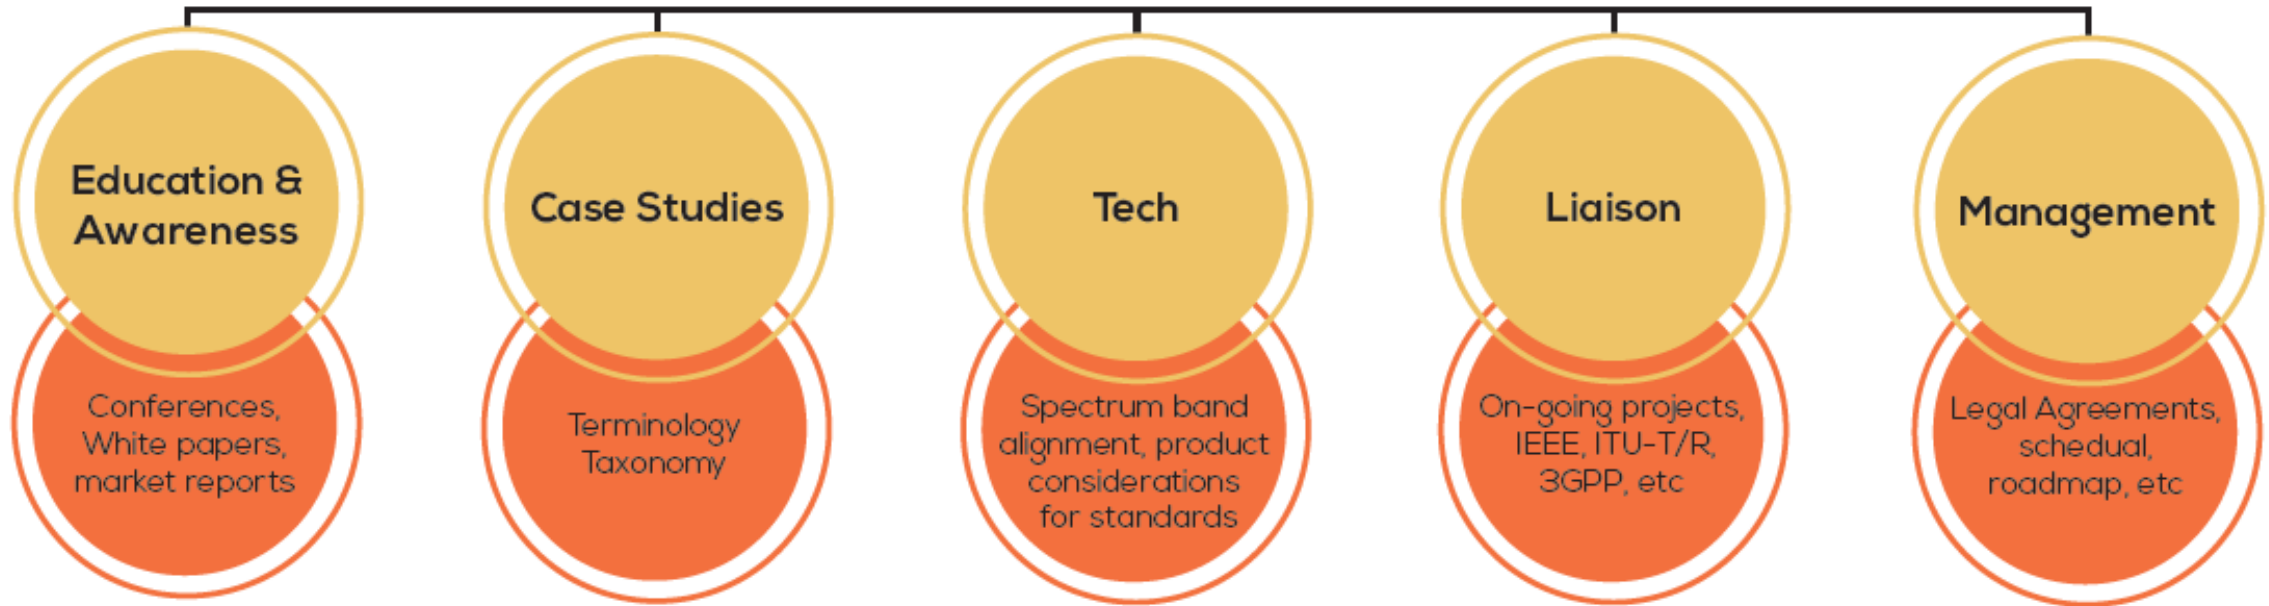 Education &
Awareness
Conferences,
White papers,
market reports
Case Studies
Terminology
Taxonomy
Tech
Spectrum band
alignment, product
considerations
for standards
Liaison
On-going projects,
IEEE, ITU-T/R,
3GPP, etc
Management
Legal Agreements,
schedual,
roadmap, etc